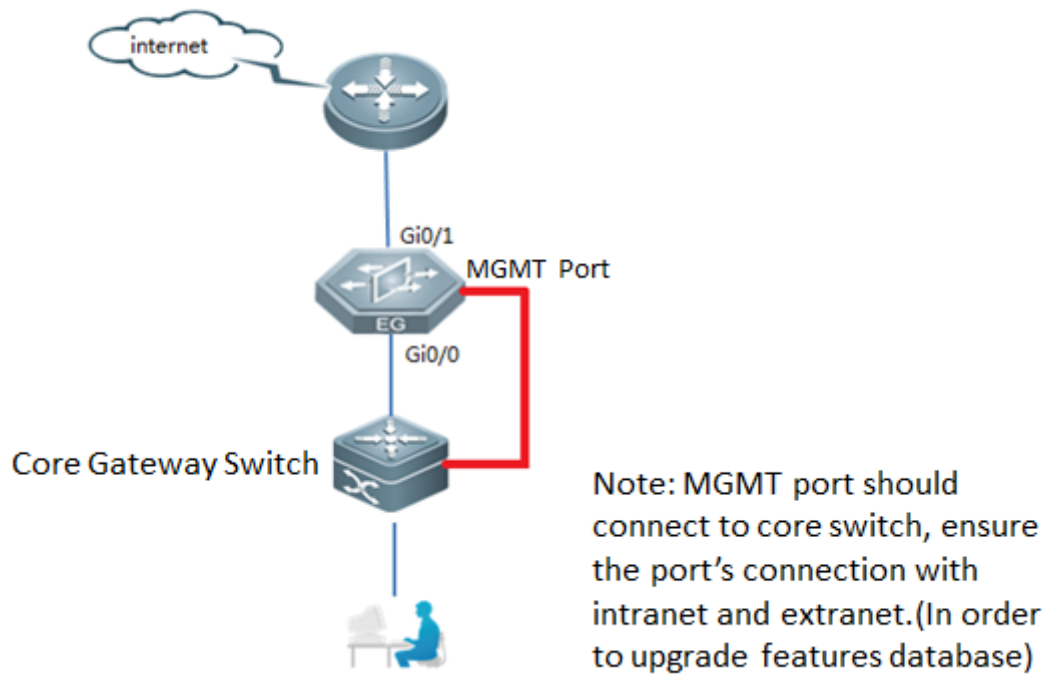 internet
Gi0/1
MGMT Port
EG
Gi0/0
Core Gateway Switch
Note: MGMT port should
connect to core switch, ensure
the port's connection with
intranet and extranet.(In order
to upgrade features database)